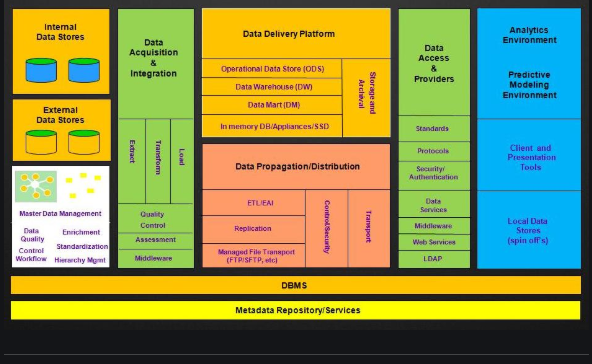 Internal
Data Stores
External
Data Stores
Master Data Management
Data
Quality
Enrichment
Standardization
Control
Workflow
Hierarchy Mgmt
Data
Acquisition
&
Integration
Extract
Transform
Load
Quality
Control
Assessment
Middleware
Data Delivery Platform
Operational Data Store (ODS)
Data Warehouse (DW)
Data Mart (DM)
In memory DB/Appliances/SSD
Storage and
Archival
Data Propagation/Distribution
ETL/EAI
Replication
Managed File Transport
(FTP/SFTP, etc)
Control/Security
Transport
Data
Access
&
Providers
Standards
Protocols
Security/
Authentication
Data
Services
Middleware
Web Services
LDAP
Analytics
Environment
Predictive
Modeling
Environment
Client and
Presentation
Tools
Local Data
Stores
(spin off's)
DBMS
Metadata Repository/Services